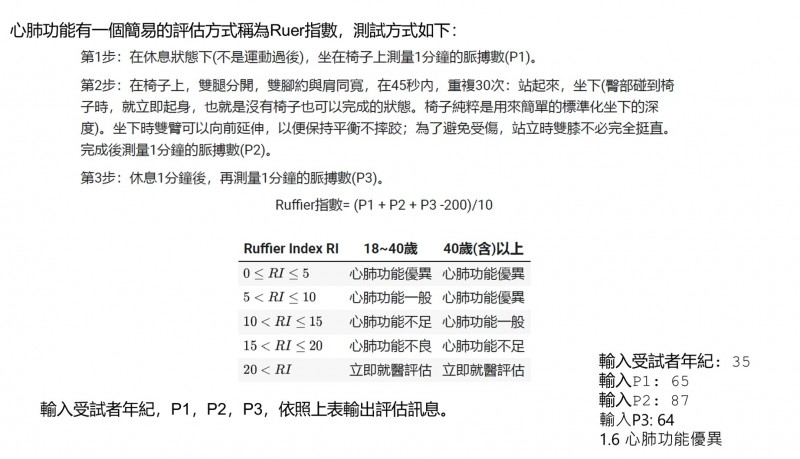 心肺功能有一個簡易的評估方式稱為Ruer指數，測試方式如下：
第1步：在休息狀態下(不是運動過後)，坐在椅子上測量1分鐘的脈搏數(P1)。
第2步：在椅子上，雙腿分開，雙腳約與肩同寬，在45秒內，重複30次：站起來，坐下(臀部碰到椅
子時，就立即起身，也就是沒有椅子也可以完成的狀態。椅子純粹是用來簡單的標準化坐下的深
度)。坐下時雙臂可以向前延伸，以便保持平衡不摔跤；為了避免受傷，站立時雙膝不必完全挺直。
完成後測量1分鐘的脈搏數(P2)。
第3步：休息1分鐘後，再測量1分鐘的脈搏數(P3)。
Ruffier指數= (P1 + P2 + P3 -200)/10
Ruffier Index RI 18~40歲 40歲(含)以上
0 ≤ RI ≤ 5 心肺功能優異 心肺功能優異
5 < RI ≤ 10 心肺功能一般 心肺功能優異
10 < RI ≤ 15 心肺功能不足 心肺功能一般
15 < RI ≤ 20 心肺功能不良 心肺功能不足
20 < RI 立即就醫評估 立即就醫評估
輸入受試者年紀，P1，P2，P3，依照上表輸出評估訊息。
輸入受試者年紀: 35
輸入P1: 65
輸入P2: 87
輸入P3: 64
1.6 心肺功能優異